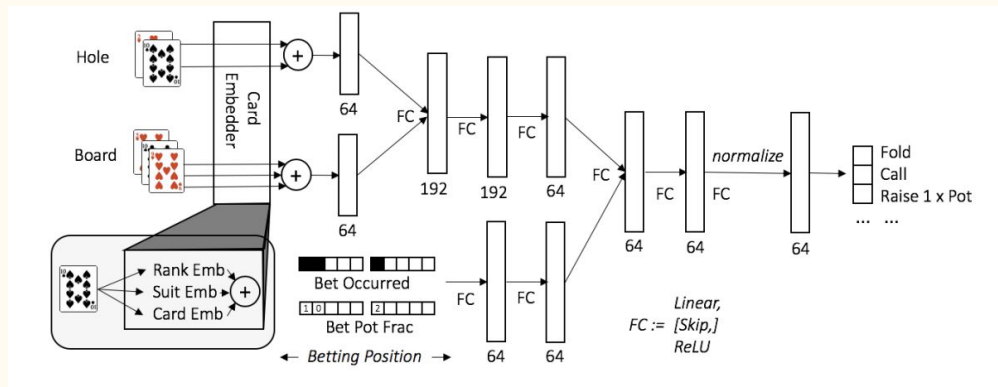 Hole
Board
Card
Embedder
+
+
64
64
FC
192
FC
192
FC
64
FC
64
FC
64
normalize
FC
64
Fold
Call
Raise 1 x Pot
... ...
Rank Emb
Suit Emb
Card Emb
+
Bet Occurred
1 0
2
Bet Pot Frac
Betting Position
FC
64
FC
64
Linear,
FC := [Skip,]
ReLU